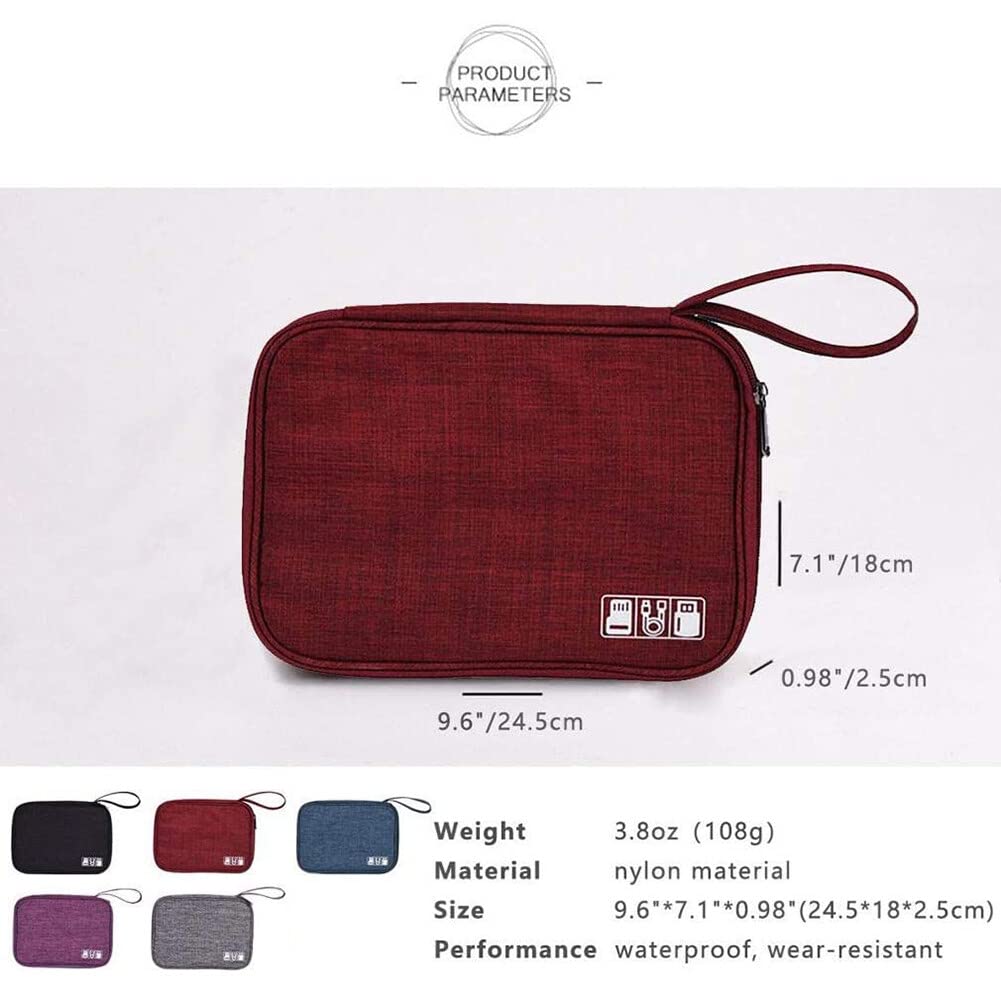 PRODUCT
PARAMETERS
7.1"/18cm
0.98"/2.5cm
9.6"/24.5cm
Weight 3.8oz (108g)
Material nylon material
Size 9.6"*7.1"*0.98"(24.5*18*2.5cm)
Performance waterproof, wear-resistant